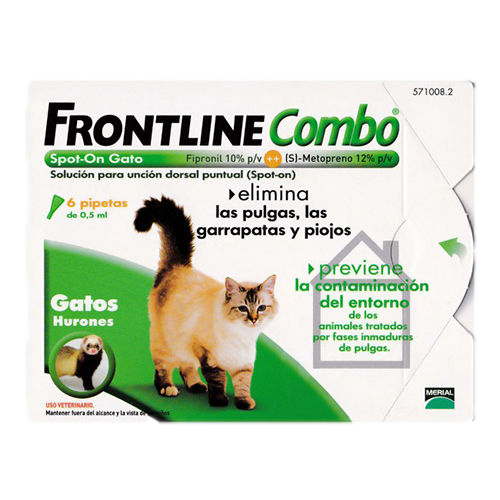 571008.2
FRONTLINE Combo®
Spot-On Gato
Fipronil 10% p/v ++ (S)-Metopreno 12% p/v
Solución para unción dorsal puntual (Spot-on)
6 pipetas
de 0,5 ml
elimina
las pulgas, las
garrapatas y piojos
previene
la contaminación
del entorno
de los
animales tratados
por fases inmaduras
de pulgas.
Gatos
Hurones
USO VETERINARIO.
Mantener fuera del alcance y la vista de
MERIAL